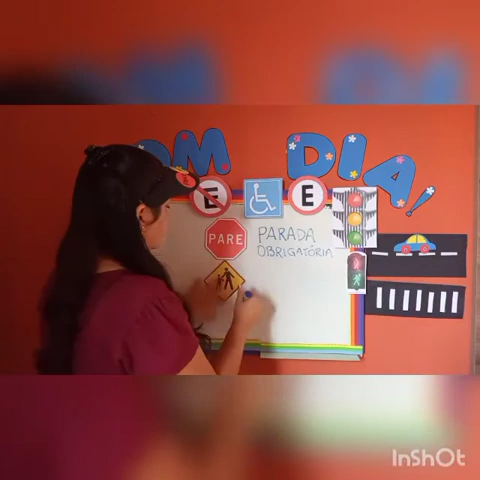 OM DIA!
E E
PARE PARADA
OBRIGATÓRIA
InShOt